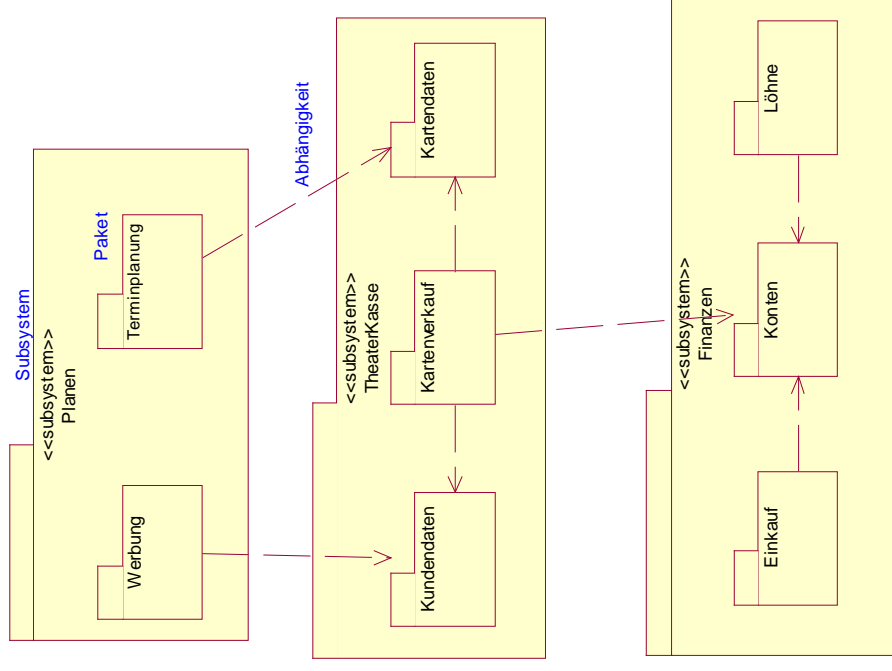 Subsystem
<<subsystem>>
Planen
Paket
Werbung
Terminplanung
Abhängigkeit
<<subsystem>>
TheaterKasse
Kundendaten
Kartenverkauf
Kartendaten
<<subsystem>>
Finanzen
Einkauf
Konten
Löhne